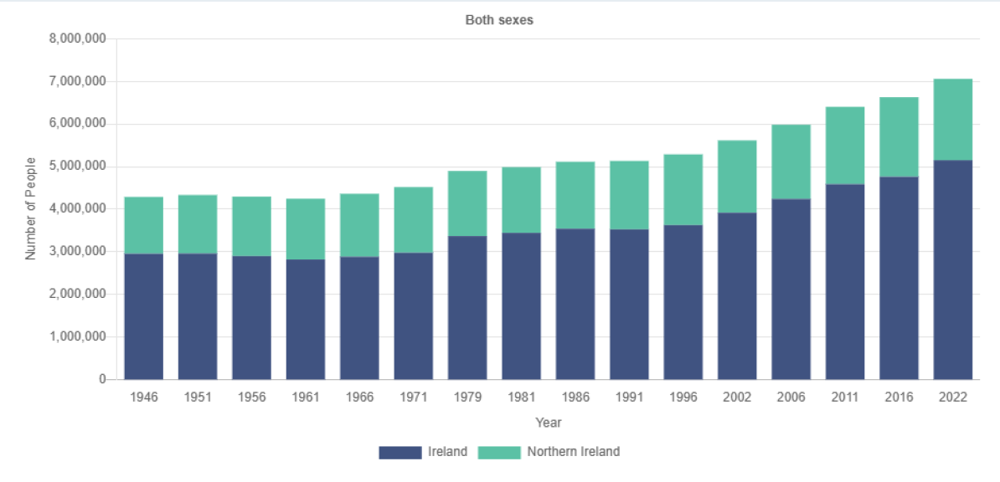 Both sexes
8,000,000
7,000,000
6,000,000
5,000,000
4,000,000
3,000,000
2,000,000
1,000,000
0
Number of People
1946 1951 1956 1961 1966 1971 1979 1981 1986 1991 1996 2002 2006 2011 2016 2022
Year
Ireland Northern Ireland